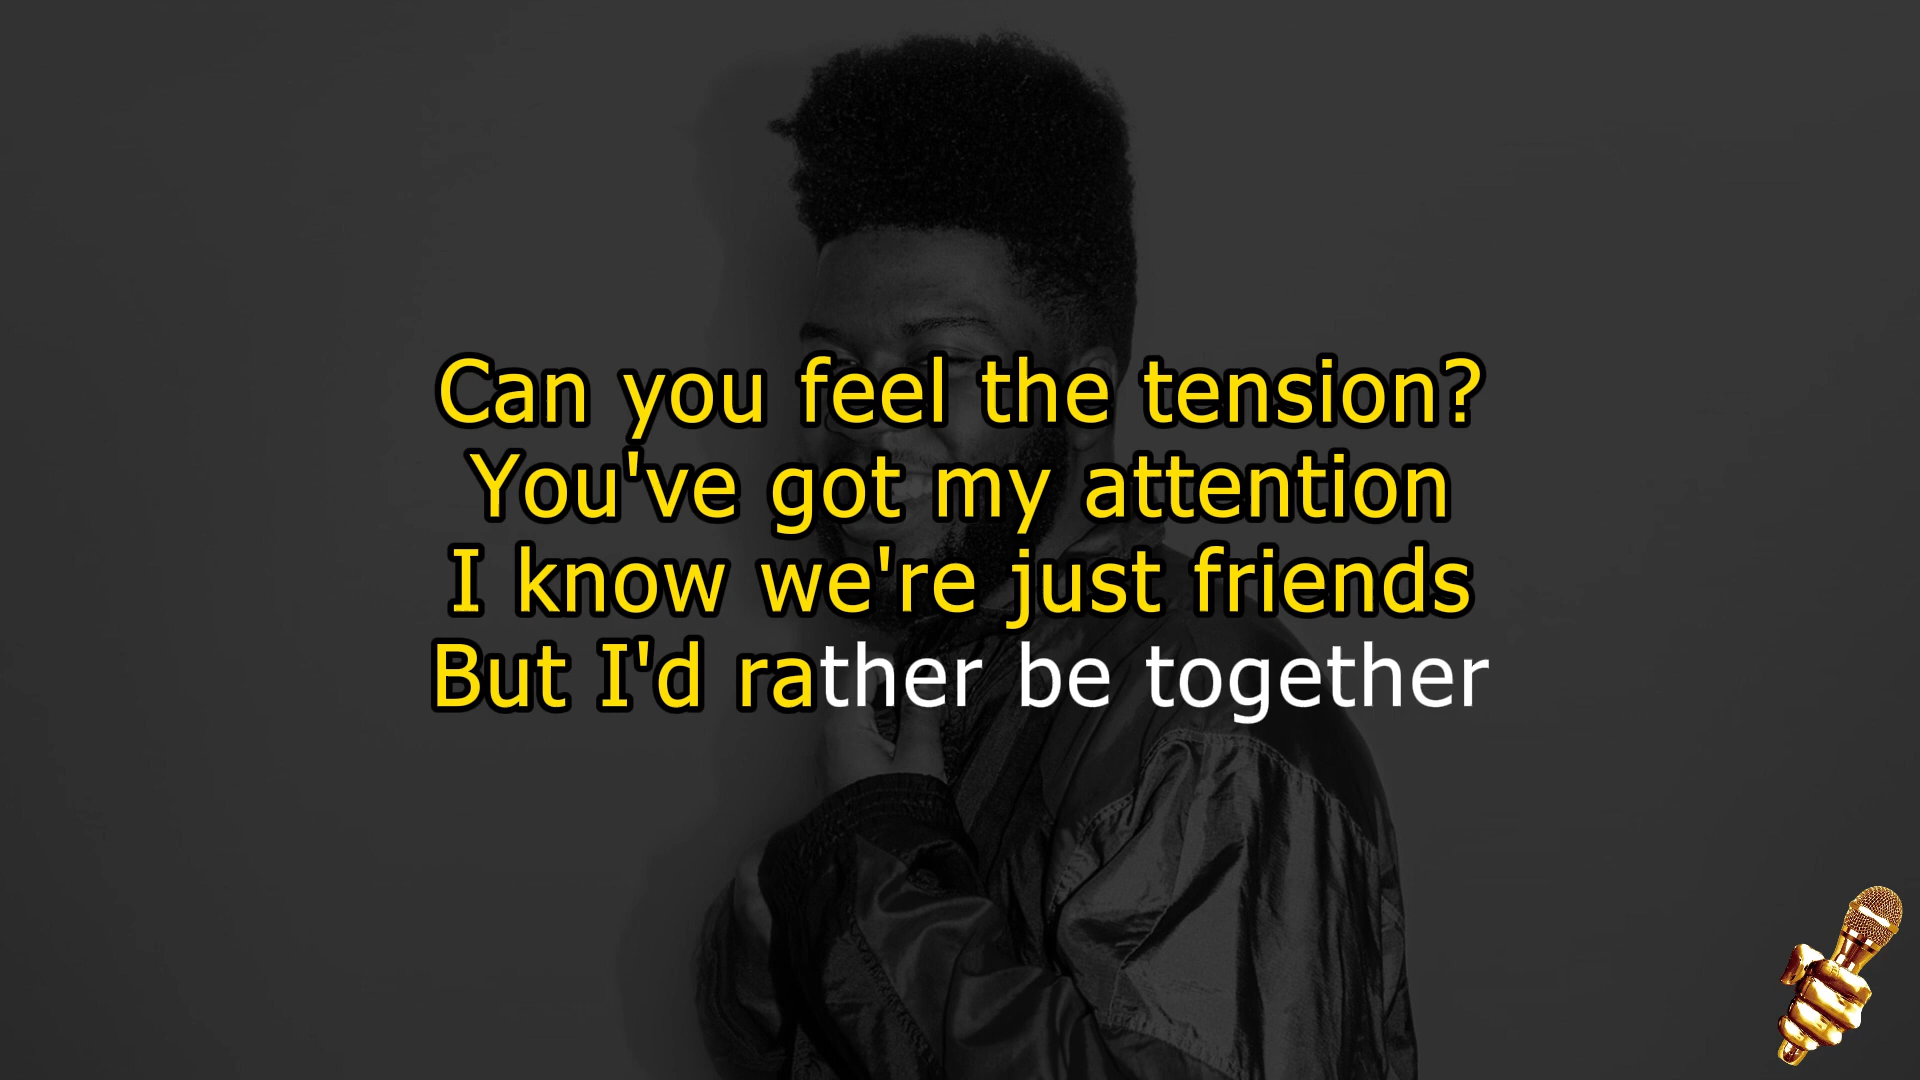 Can you feel the tension?
You've got my attention
I know we're just friends
But I'd rather be together